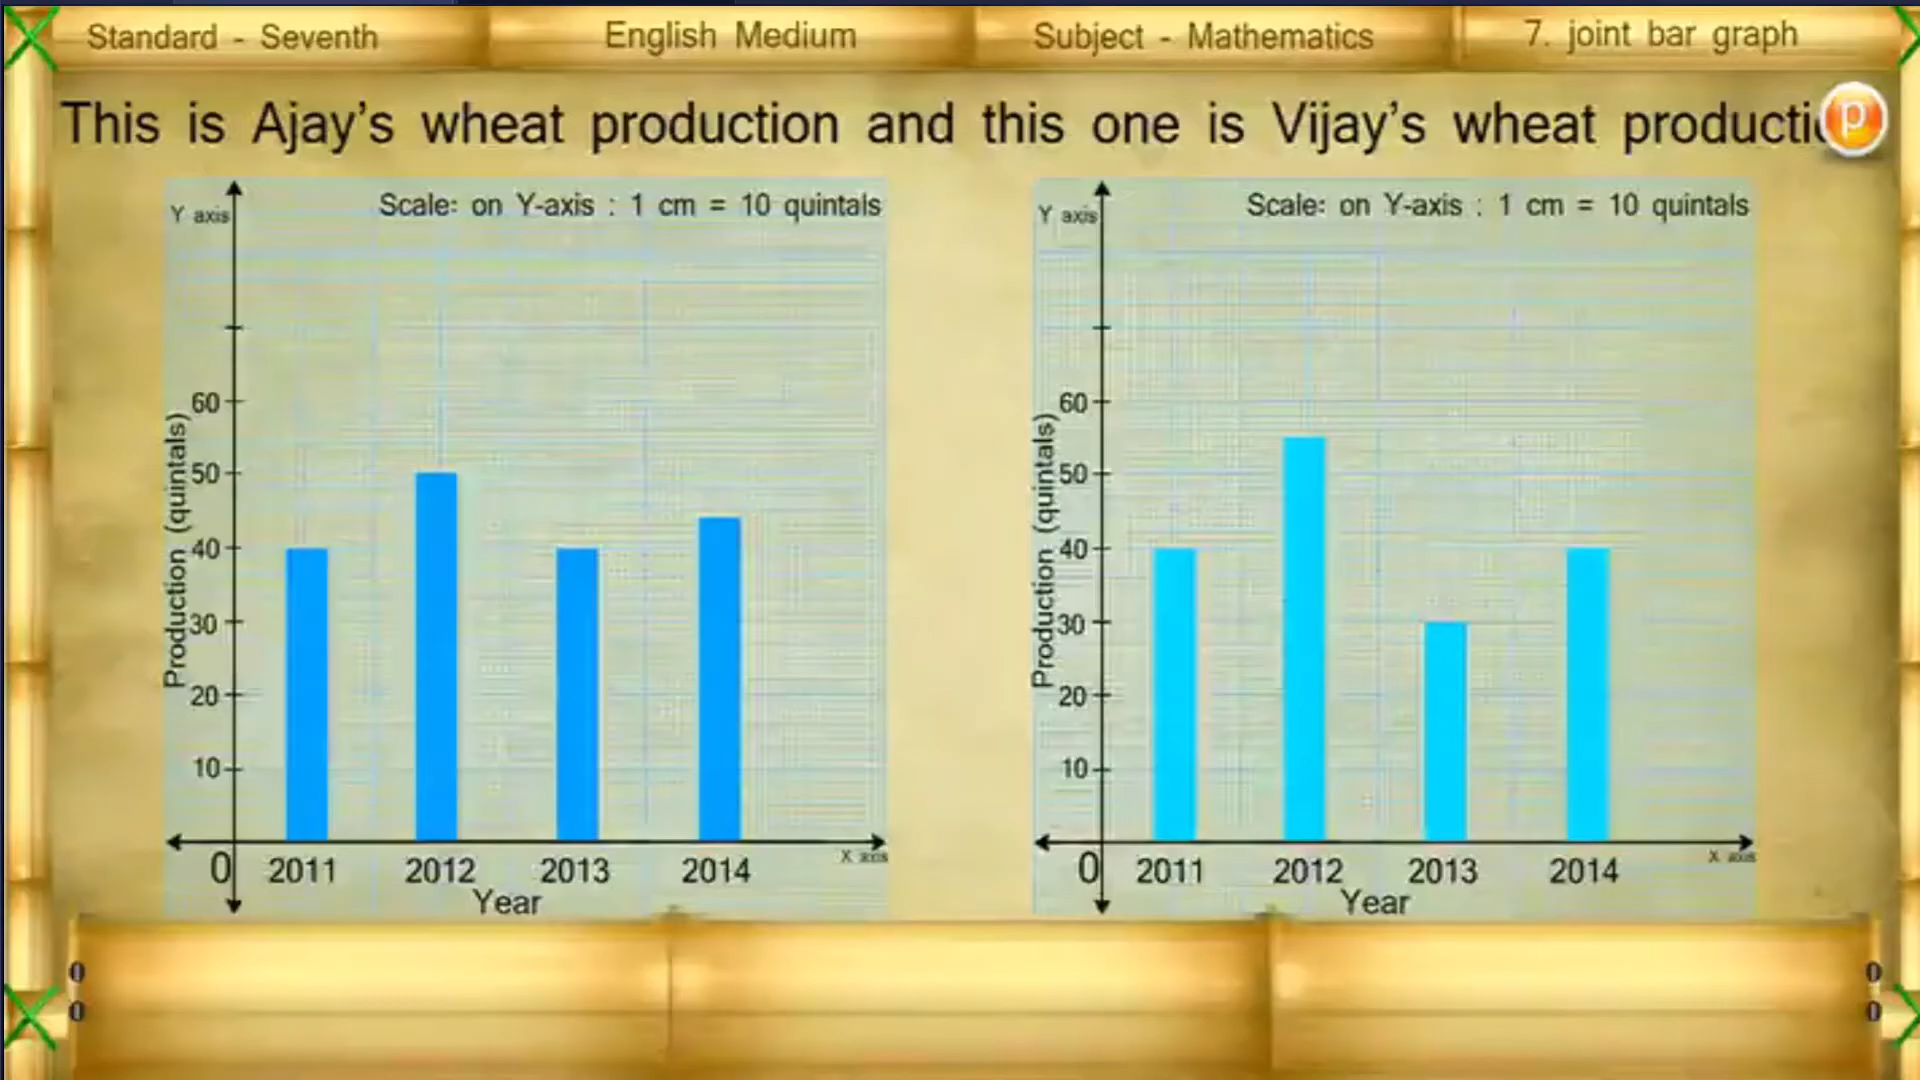 Standard - Seventh
English Medium
Subject - Mathematics
7. joint bar graph
This is Ajay's wheat production and this one is Vijay's wheat producti
p
Scale: on Y-axis : 1 cm = 10 quintals
Y axis
60
50
40
30
20
10
0
Production (quintals)
2011 2012 2013 2014
X axis
Year
Scale: on Y-axis : 1 cm = 10 quintals
Y axis
60
50
40
30
20
10
0
Production (quintals)
2011 2012 2013 2014
X axis
Year